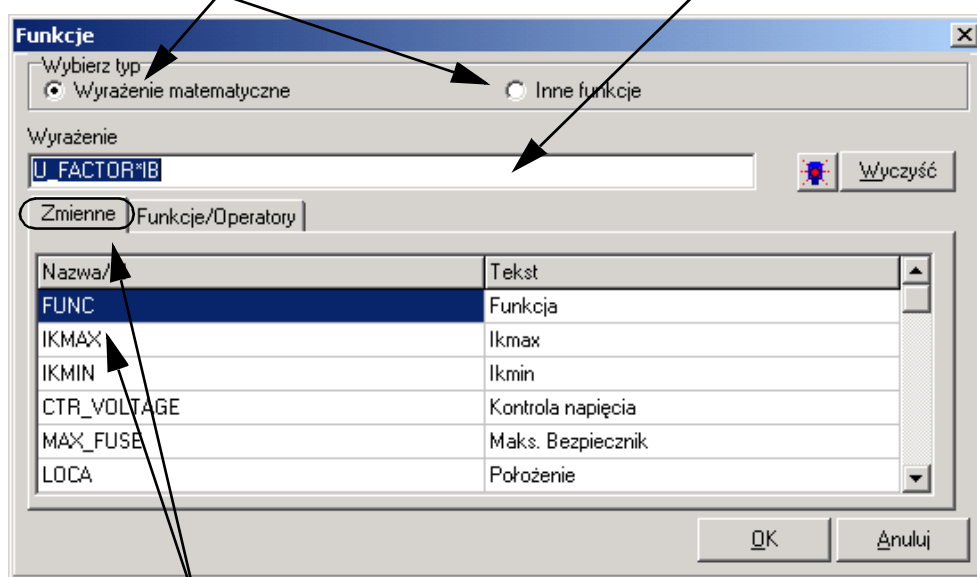 Funkcje
Wybierz typ
Wyrażenie matematyczne Inne funkcje
Wyrażenie
U_FACTOR*IB Wyczyść
Zmienne Funkcje/Operatory
Nazwa/ Tekst
FUNC Funkcja
IKMAX Ikmax
IKMIN Ikmin
CTR_VOLTAGE Kontrola napięcia
MAX_FUSE Maks. Bezpiecznik
LOCA Położenie
OK Anuluj